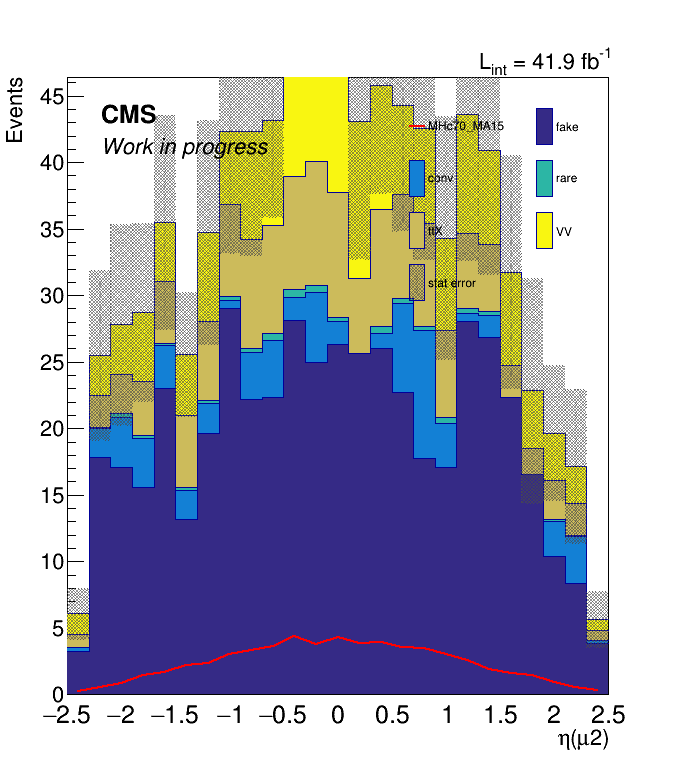 L_int = 41.9 fb^-1
Events
CMS
Work in progress
MHc70_MA15
fake
conv
rare
ttX
VV
stat error
45
40
35
30
25
20
15
10
5
0
−2.5 −2 −1.5 −1 −0.5 0 0.5 1 1.5 2 2.5
η(μ2)